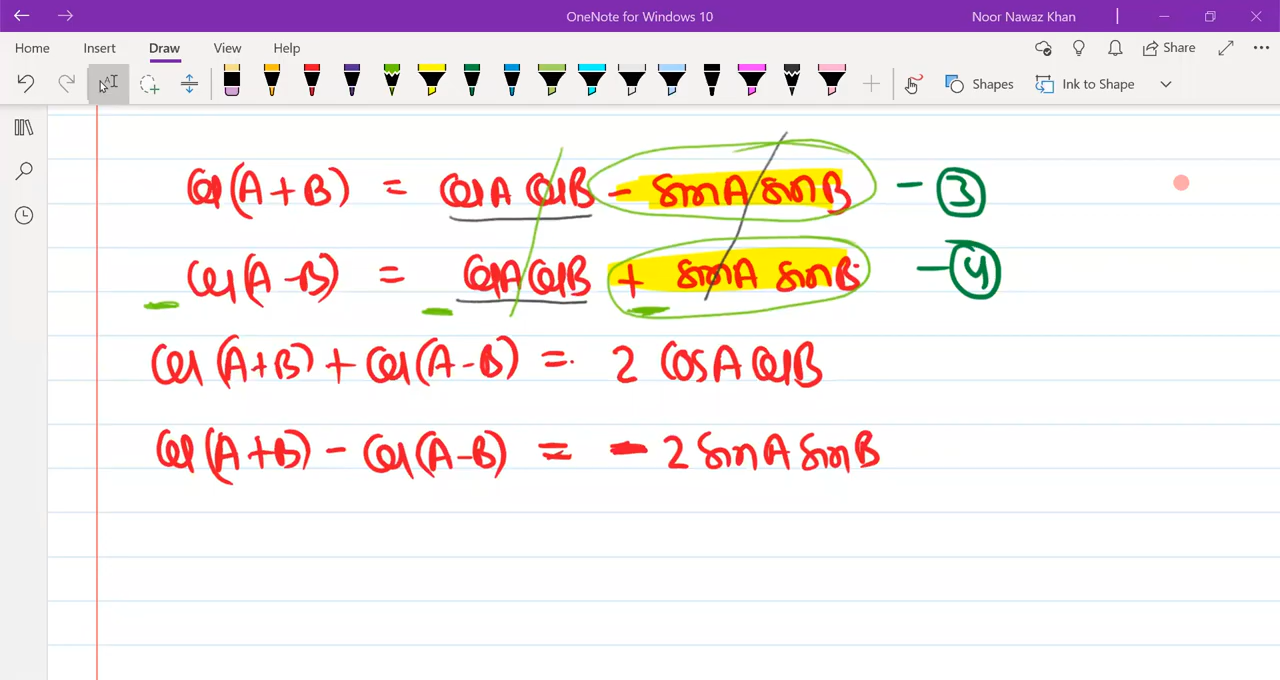 OneNote for Windows 10
Noor Nawaz Khan
Home Insert Draw View Help
Share
Shapes
Ink to Shape
cos(A+B) = cosA cosB - sinA sinB - 3
cos(A-B) = cosA cosB + sinA sinB - 4
cos(A+B) + cos(A-B) = 2 cosA cosB
cos(A+B) - cos(A-B) = - 2 sinA sinB